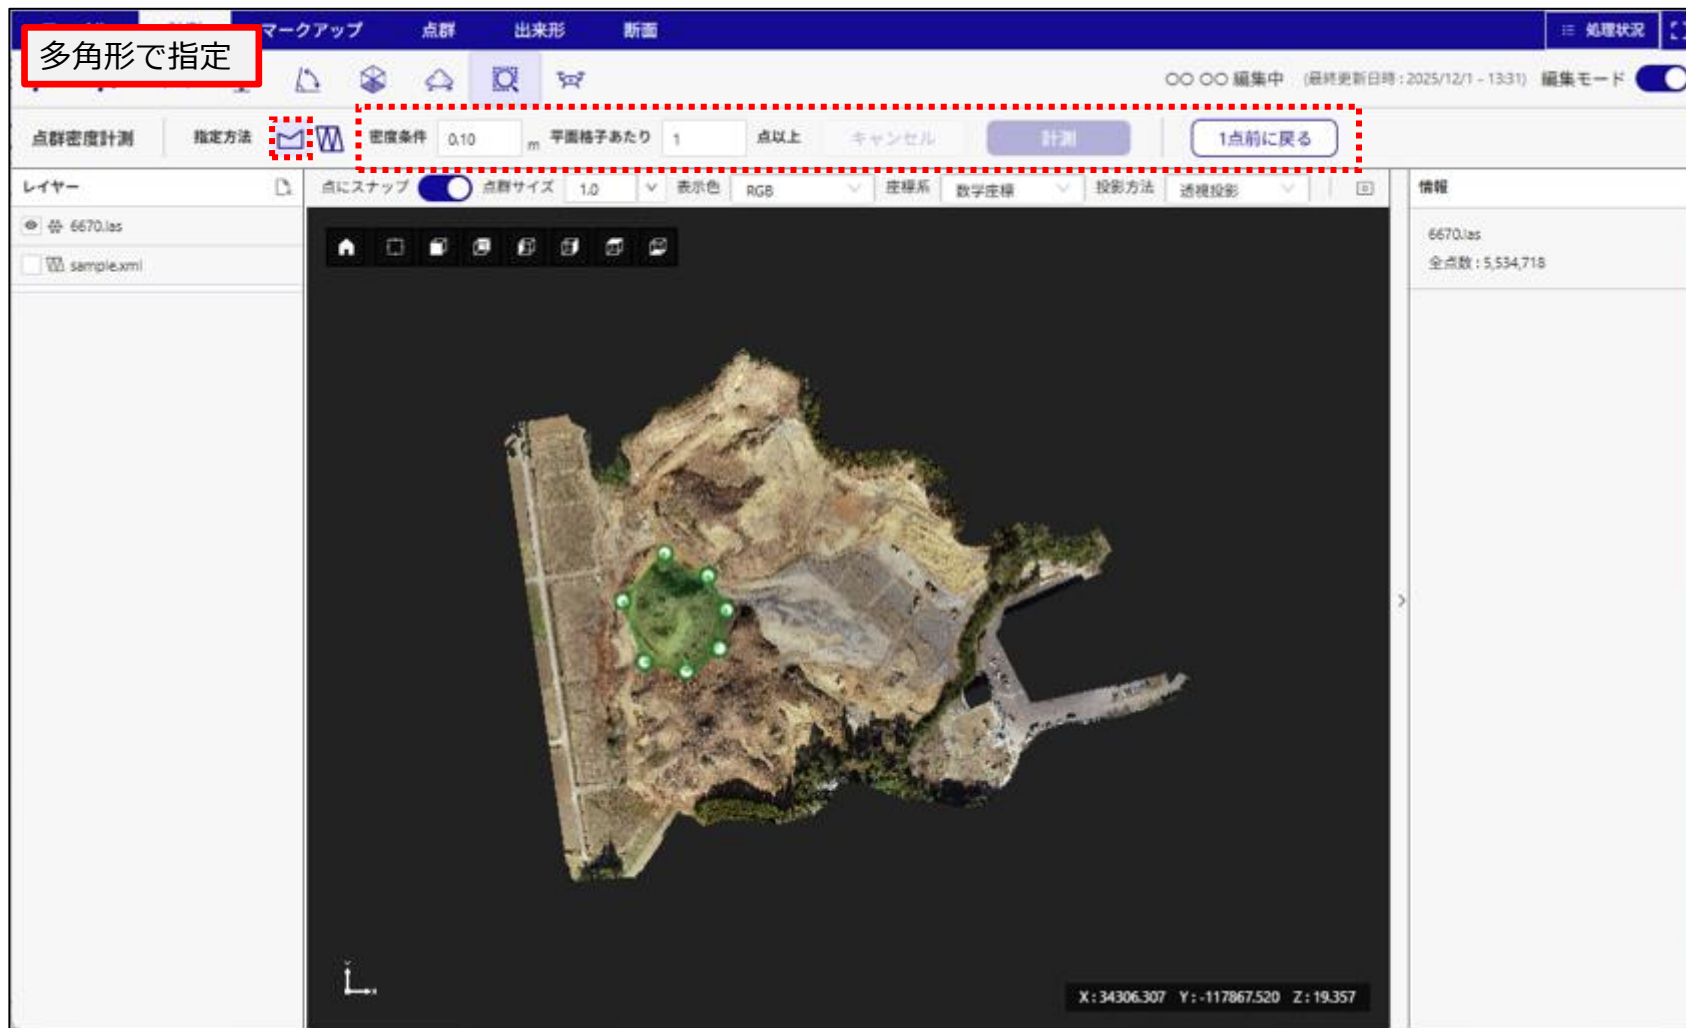 多角形で指定
マークアップ 点群 出来形 断面 処理状況
○○ ○○ 編集中 (最終更新日時 : 2025/12/1 - 13:31) 編集モード
点群密度計測 指定方法 密度条件 0.10 m 平面格子あたり 1 点以上 キャンセル 計測 1点前に戻る
レイヤー 点にスナップ 点群サイズ 1.0 表示色 RGB 座標系 数学座標 投影方法 透視投影 情報
6670.las
sample.xml
6670.las
全点数 : 5,534,718
X : 34306.307 Y : -117867.520 Z : 19.357